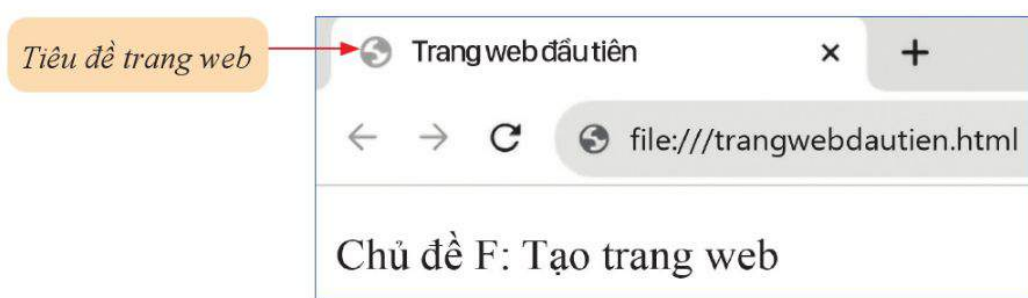 Tiêu đề trang web
Trang web đầu tiên
file:///trangwebdautien.html
Chủ đề F: Tạo trang web